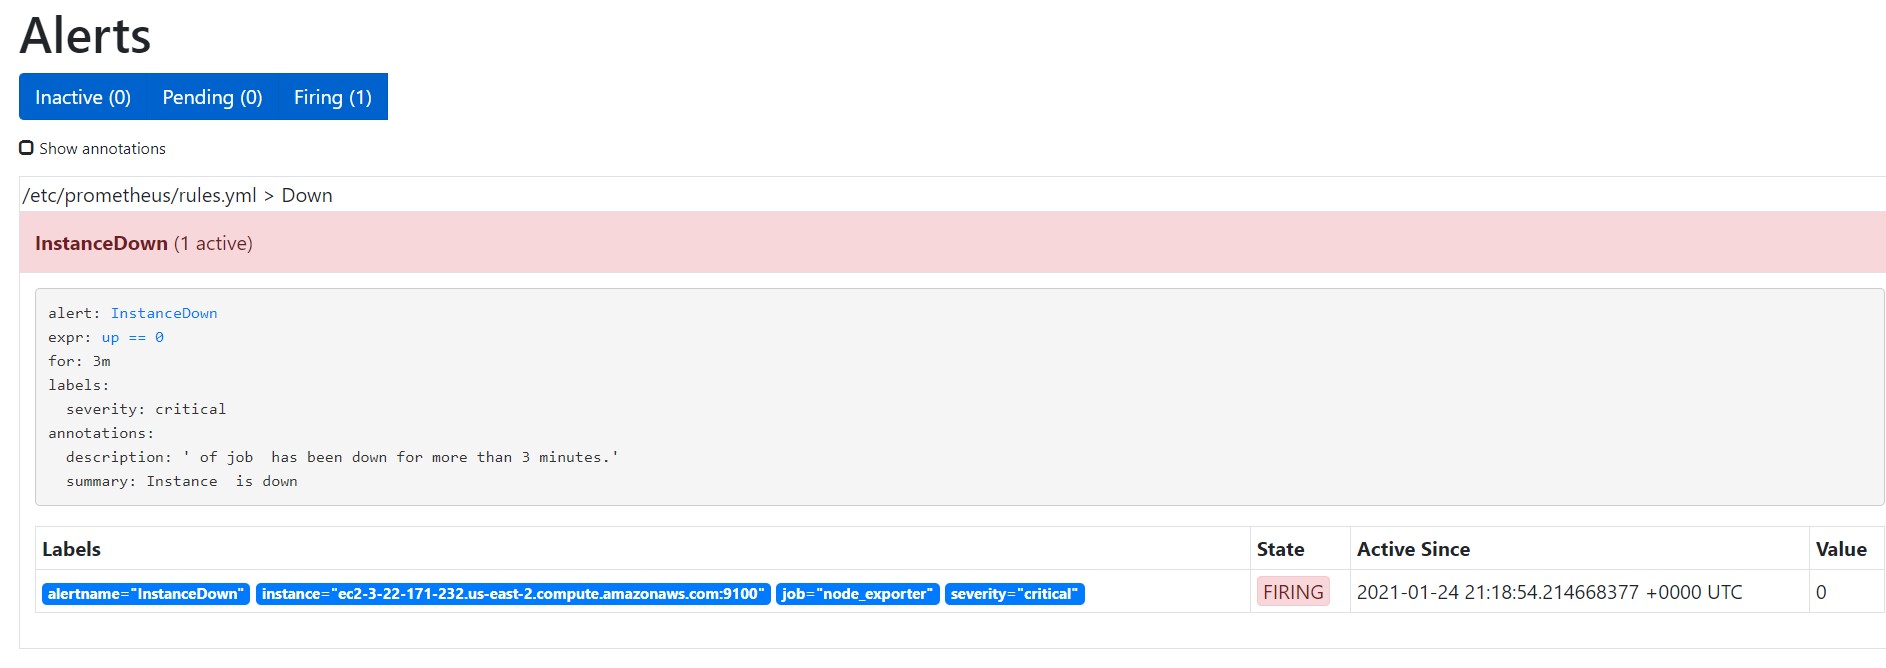 Alerts
Inactive (0) Pending (0) Firing (1)
Show annotations
/etc/prometheus/rules.yml > Down
InstanceDown (1 active)
alert: InstanceDown
expr: up == 0
for: 3m
labels:
  severity: critical
annotations:
  description: ' of job  has been down for more than 3 minutes.'
  summary: Instance  is down
Labels State Active Since Value
alertname="InstanceDown" instance="ec2-3-22-171-232.us-east-2.compute.amazonaws.com:9100" job="node_exporter" severity="critical" FIRING 2021-01-24 21:18:54.214668377 +0000 UTC 0